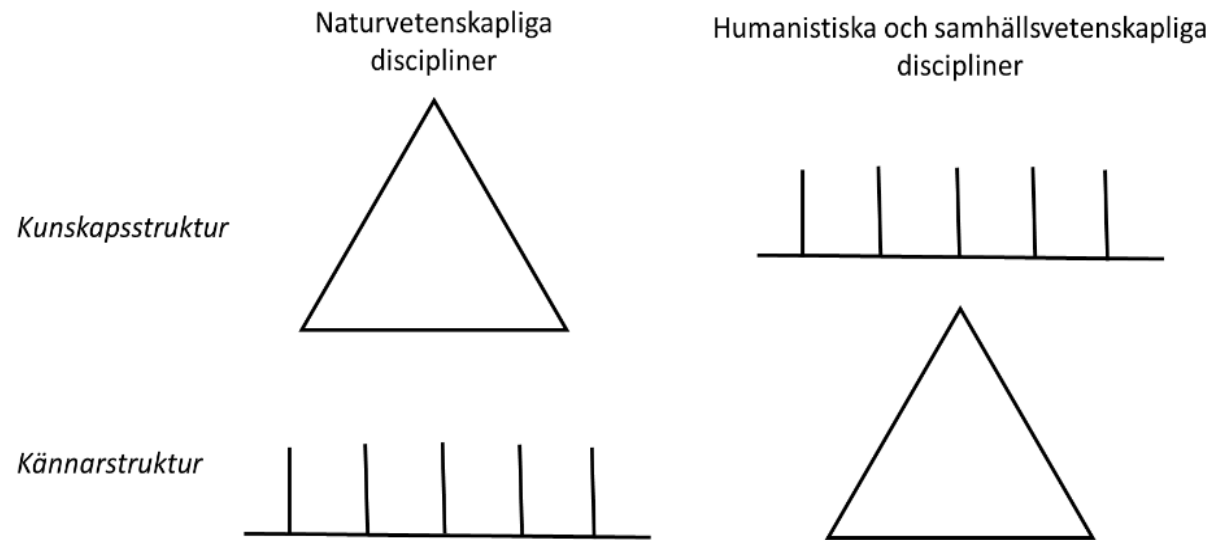 Naturvetenskapliga
discipliner
Humanistiska och samhällsvetenskapliga
discipliner
Kunskapsstruktur
Kännarstruktur